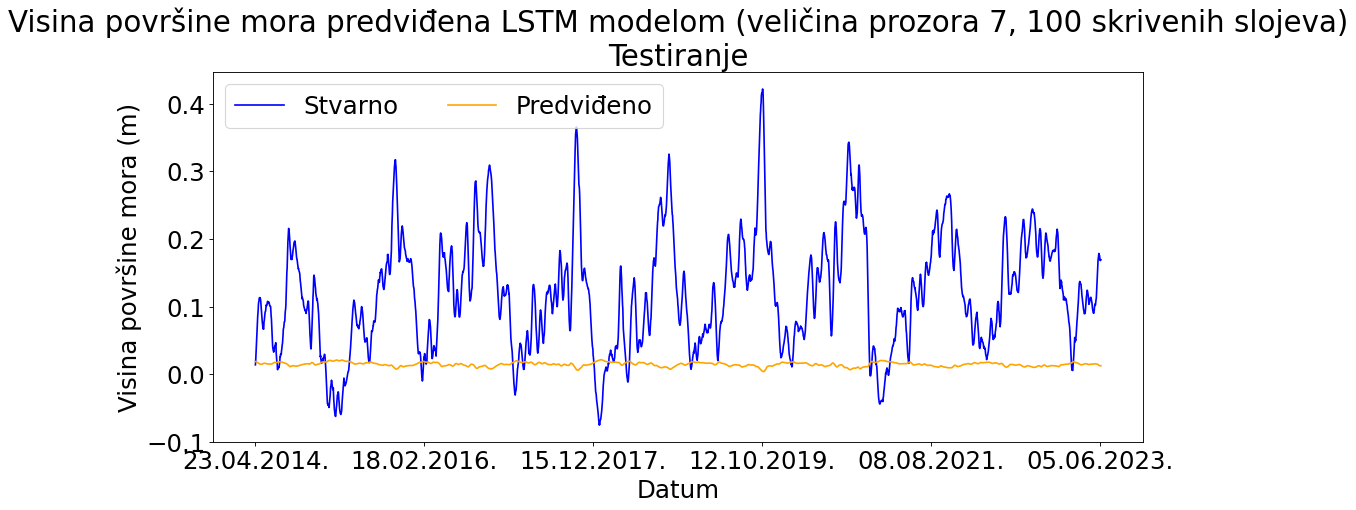 Visina površine mora predviđena LSTM modelom (veličina prozora 7, 100 skrivenih slojeva)
Testiranje
Stvarno Predviđeno
Visina površine mora (m)
0.4
0.3
0.2
0.1
0.0
−0.1
23.04.2014. 18.02.2016. 15.12.2017. 12.10.2019. 08.08.2021. 05.06.2023.
Datum